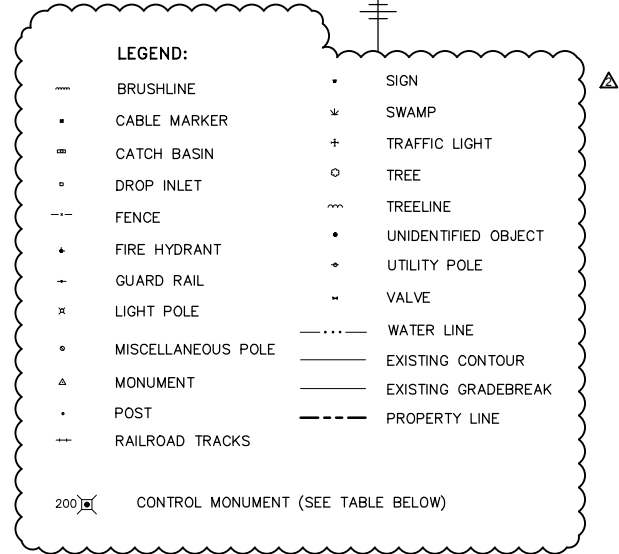 LEGEND:
BRUSHLINE
CABLE MARKER
CATCH BASIN
DROP INLET
FENCE
FIRE HYDRANT
GUARD RAIL
LIGHT POLE
MISCELLANEOUS POLE
MONUMENT
POST
RAILROAD TRACKS
SIGN
SWAMP
TRAFFIC LIGHT
TREE
TREELINE
UNIDENTIFIED OBJECT
UTILITY POLE
VALVE
WATER LINE
EXISTING CONTOUR
EXISTING GRADEBREAK
PROPERTY LINE
200 CONTROL MONUMENT (SEE TABLE BELOW)
2